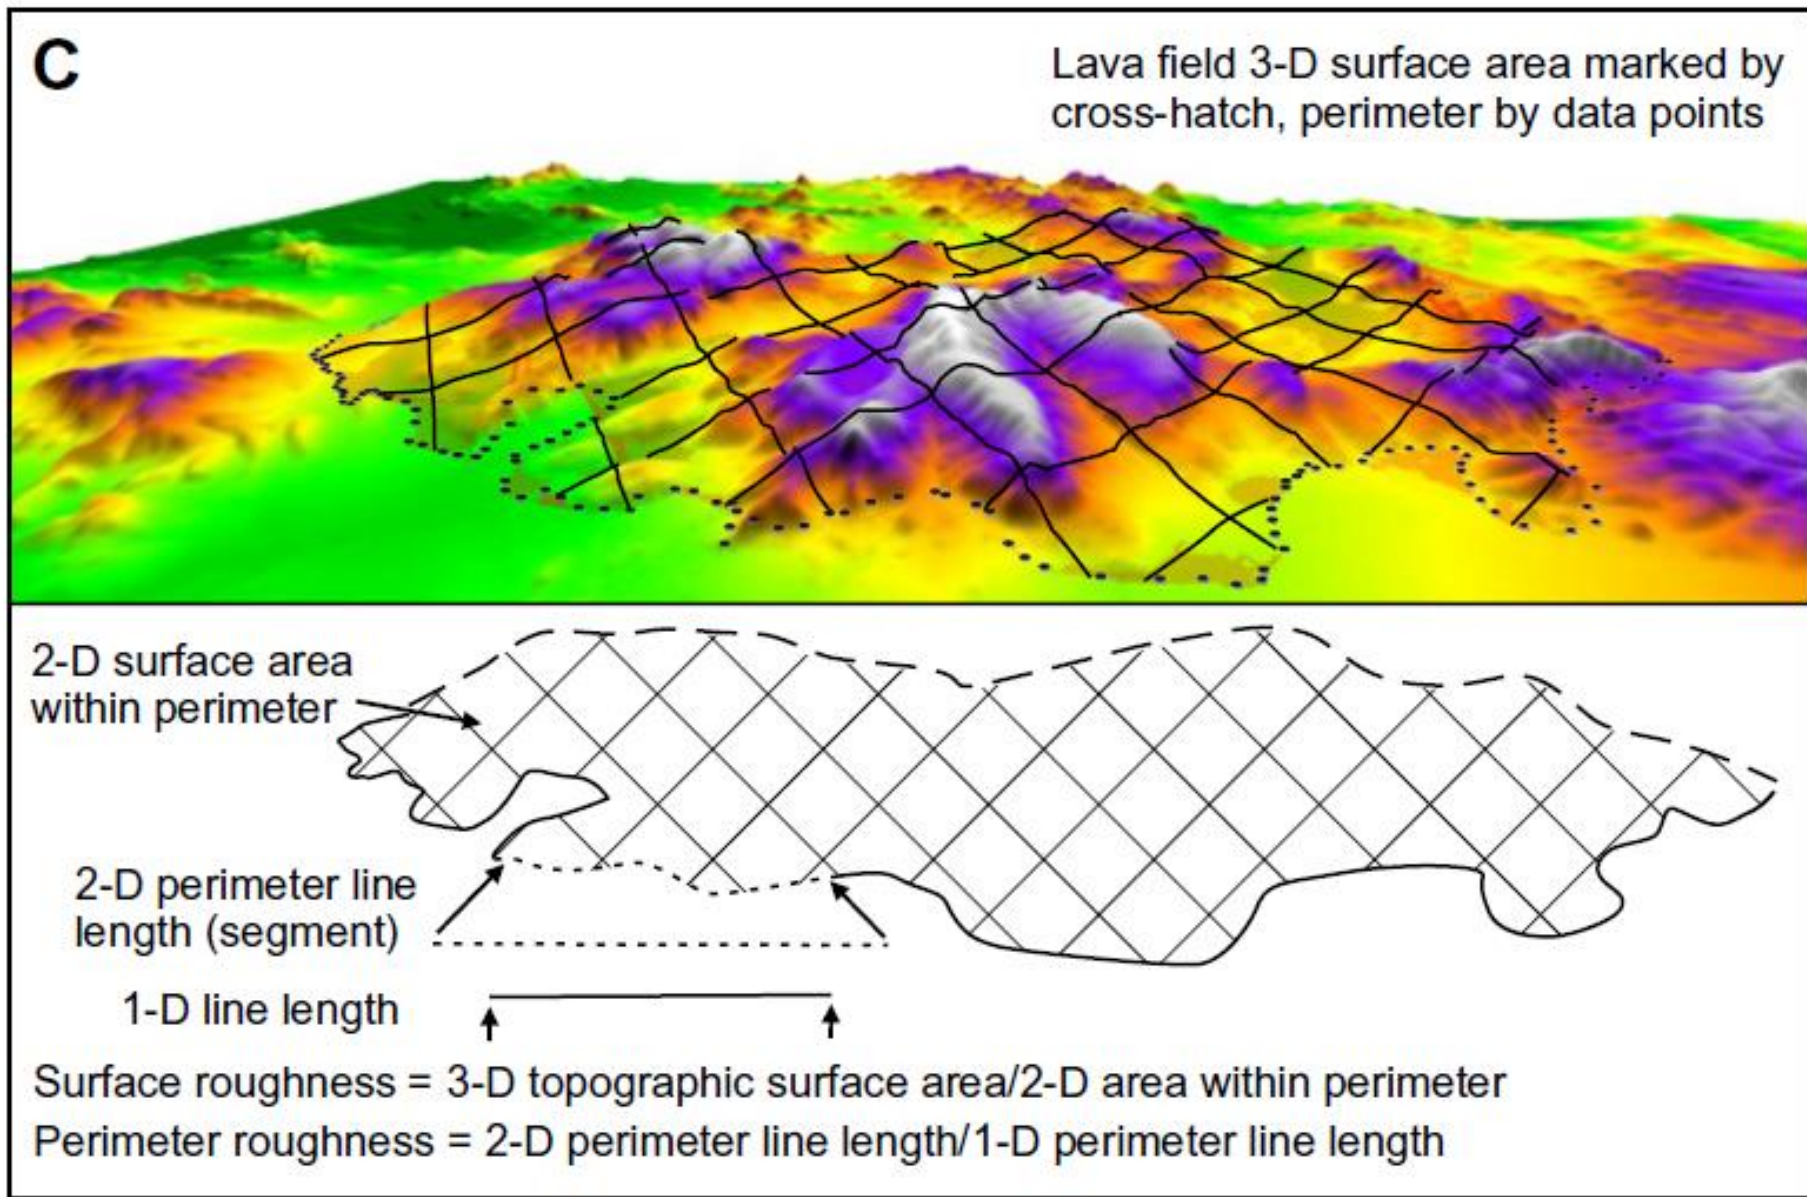 C
Lava field 3-D surface area marked by
cross-hatch, perimeter by data points
2-D surface area
within perimeter
2-D perimeter line
length (segment)
1-D line length
Surface roughness = 3-D topographic surface area/2-D area within perimeter
Perimeter roughness = 2-D perimeter line length/1-D perimeter line length